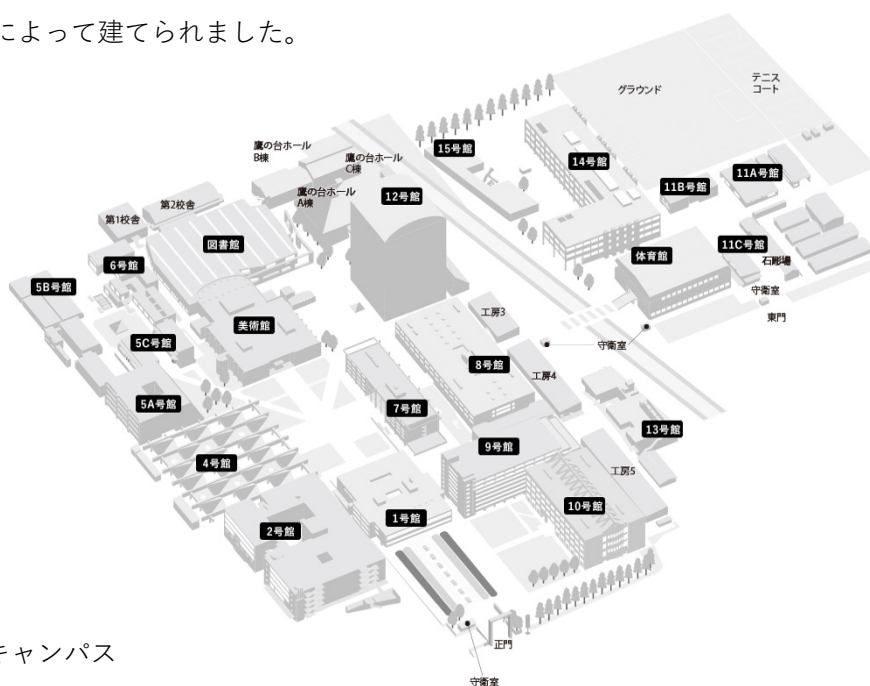 によって建てられました。
グラウンド
テニス
コート
鷹の台ホール
B棟
鷹の台ホール
C棟
15号館
14号館
11A号館
11B号館
鷹の台ホール
A棟
12号館
第2校舎
第1校舎
図書館
11C号館
体育館
石彫場
6号館
5B号館
守衛室
東門
工房3
美術館
5C号館
守衛室
8号館
工房4
5A号館
7号館
13号館
9号館
4号館
工房5
10号館
1号館
2号館
正門
キャンパス
守衛室